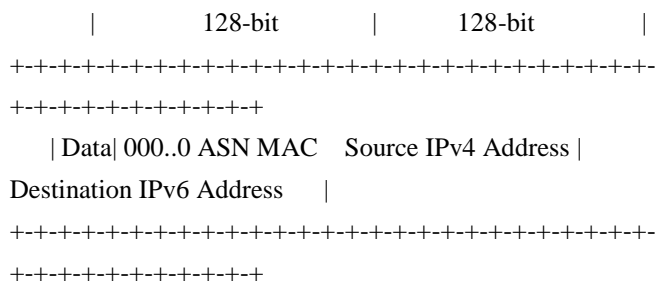 | 128-bit | 128-bit |
+-+-+-+-+-+-+-+-+-+-+-+-+-+-+-+-+-+-+-+-+-+-+-+-+-+-+-
+-+-+-+-+-+-+-+-+-+-+
| Data| 000..0 ASN MAC Source IPv4 Address |
Destination IPv6 Address |
+-+-+-+-+-+-+-+-+-+-+-+-+-+-+-+-+-+-+-+-+-+-+-+-+-+-+-
+-+-+-+-+-+-+-+-+-+-+